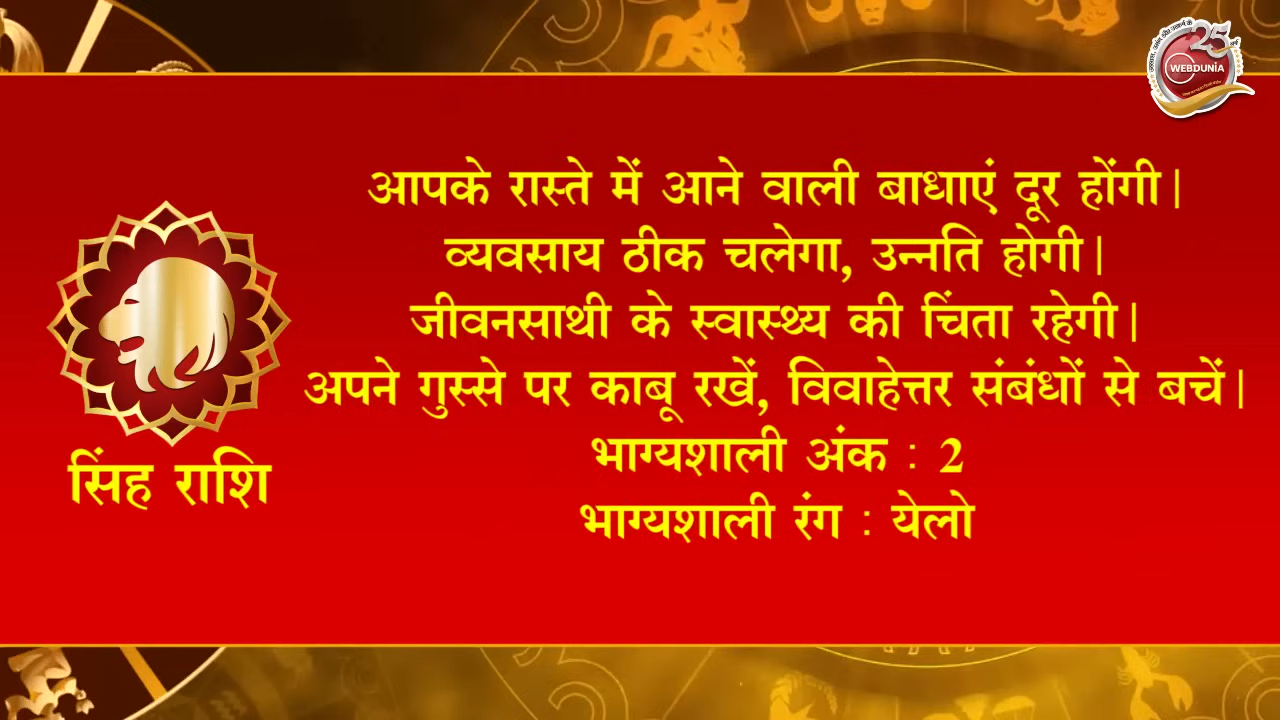 25
WEBDUNIA
आपके रास्ते में आने वाली बाधाएं दूर होंगी|
व्यवसाय ठीक चलेगा, उन्नति होगी|
जीवनसाथी के स्वास्थ्य की चिंता रहेगी|
अपने गुस्से पर काबू रखें, विवाहेत्तर संबंधों से बचें|
भाग्यशाली अंक : 2
भाग्यशाली रंग : येलो
सिंह राशि